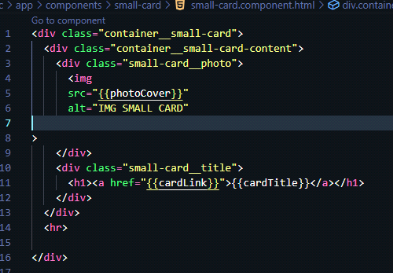 c > app > components > small-card > small-card.component.html > div.contain
Go to component
1 <div class="container__small-card">
2 <div class="container__small-card-content">
3 <div class="small-card__photo">
4 <img
5 src="{{photoCover}}"
6 alt="IMG SMALL CARD"
7
8 >
9 </div>
10 <div class="small-card__title">
11 <h1><a href="{{cardLink}}">{{cardTitle}}</a></h1>
12 </div>
13 </div>
14 <hr>
15
16 </div>
17